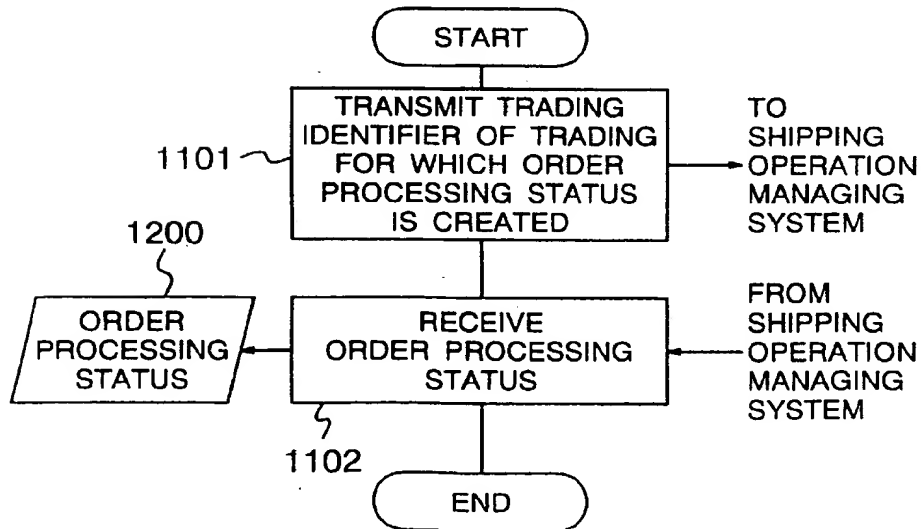 START
TRANSMIT TRADING
IDENTIFIER OF TRADING
FOR WHICH ORDER
PROCESSING STATUS
IS CREATED
1101
TO
SHIPPING
OPERATION
MANAGING
SYSTEM
1200
ORDER
PROCESSING
STATUS
RECEIVE
ORDER PROCESSING
STATUS
FROM
SHIPPING
OPERATION
MANAGING
SYSTEM
1102
END